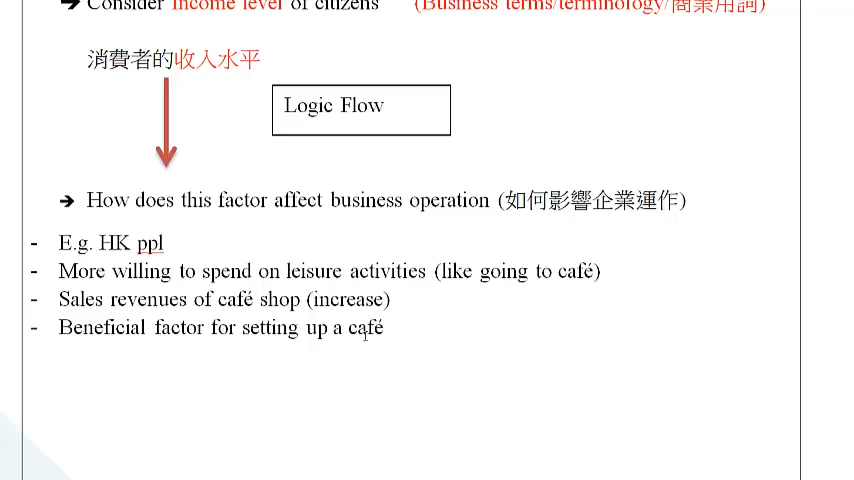 ➔ Consider Income level of citizens (Business terms/terminology/商業用詞)
消費者的收入水平
Logic Flow
➔ How does this factor affect business operation (如何影響企業運作)
- E.g. HK ppl
- More willing to spend on leisure activities (like going to café)
- Sales revenues of café shop (increase)
- Beneficial factor for setting up a café